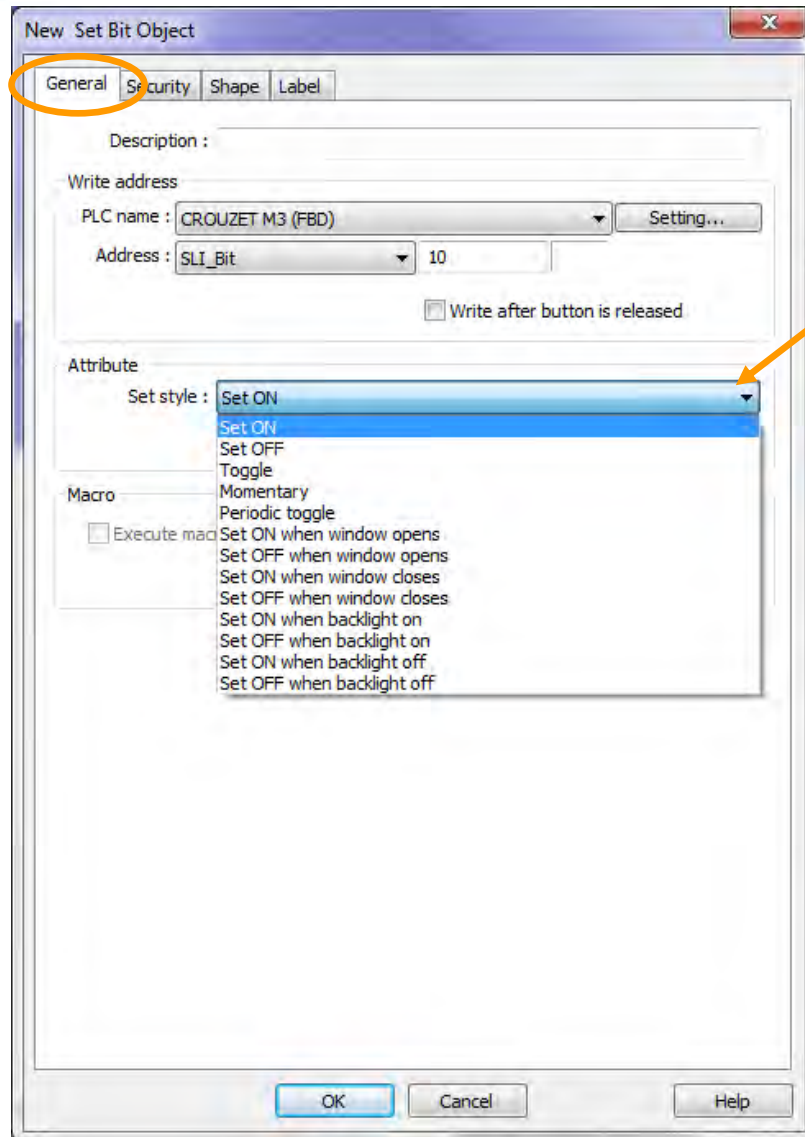 New Set Bit Object
General Security Shape Label
Description :
Write address
PLC name : CROUZET M3 (FBD) Setting...
Address : SLI_Bit 10
Write after button is released
Attribute
Set style : Set ON
Set ON
Set OFF
Toggle
Macro
Momentary
Periodic toggle
Execute mac
Set ON when window opens
Set OFF when window opens
Set ON when window closes
Set OFF when window closes
Set ON when backlight on
Set OFF when backlight on
Set ON when backlight off
Set OFF when backlight off
OK Cancel Help